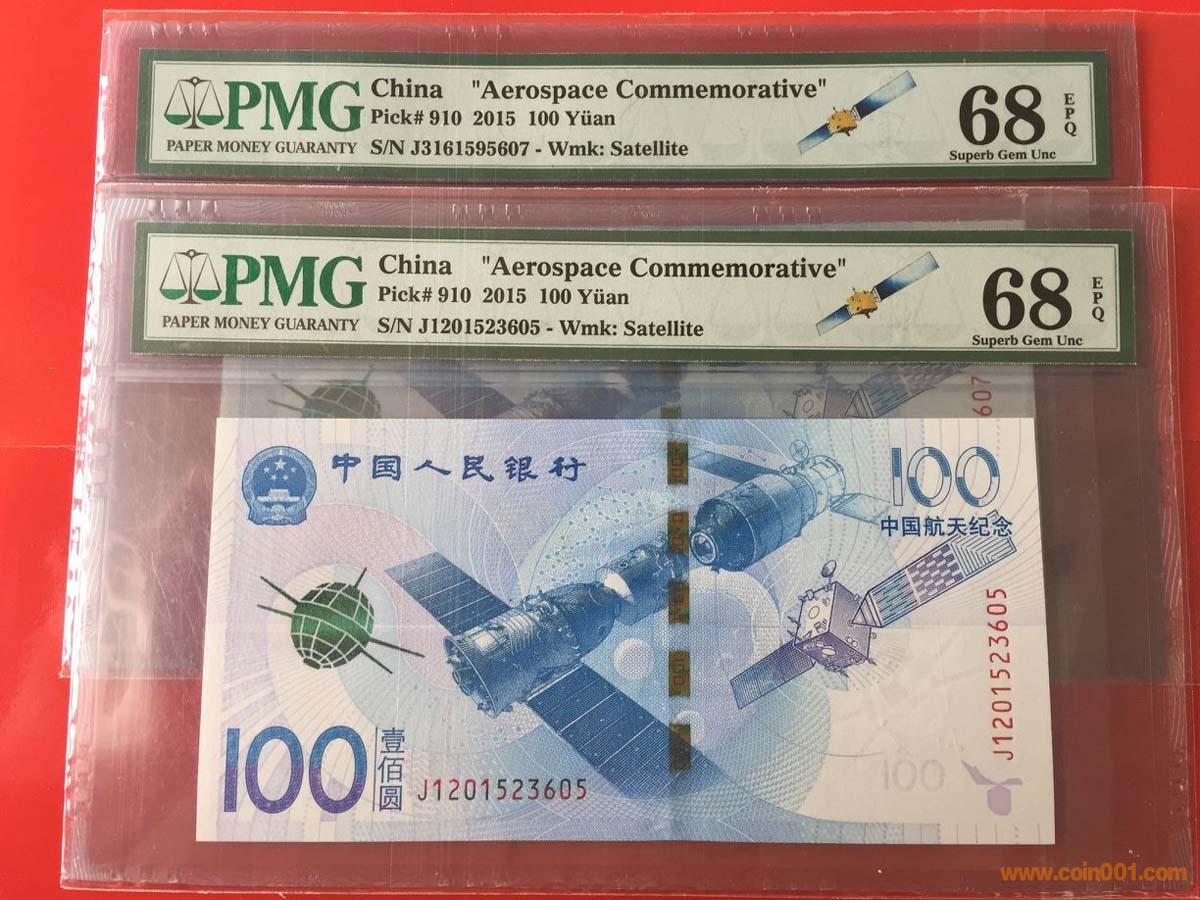 PMG
PAPER MONEY GUARANTY
China "Aerospace Commemorative"
Pick# 910 2015 100 Yüan
S/N J3161595607 - Wmk: Satellite
68
EPQ
Superb Gem Unc
PMG
PAPER MONEY GUARANTY
China "Aerospace Commemorative"
Pick# 910 2015 100 Yüan
S/N J1201523605 - Wmk: Satellite
68
EPQ
Superb Gem Unc
607
中国人民银行
100
中国航天纪念
J1201523605
100
壹佰圆
J1201523605
100
www.coin001.com